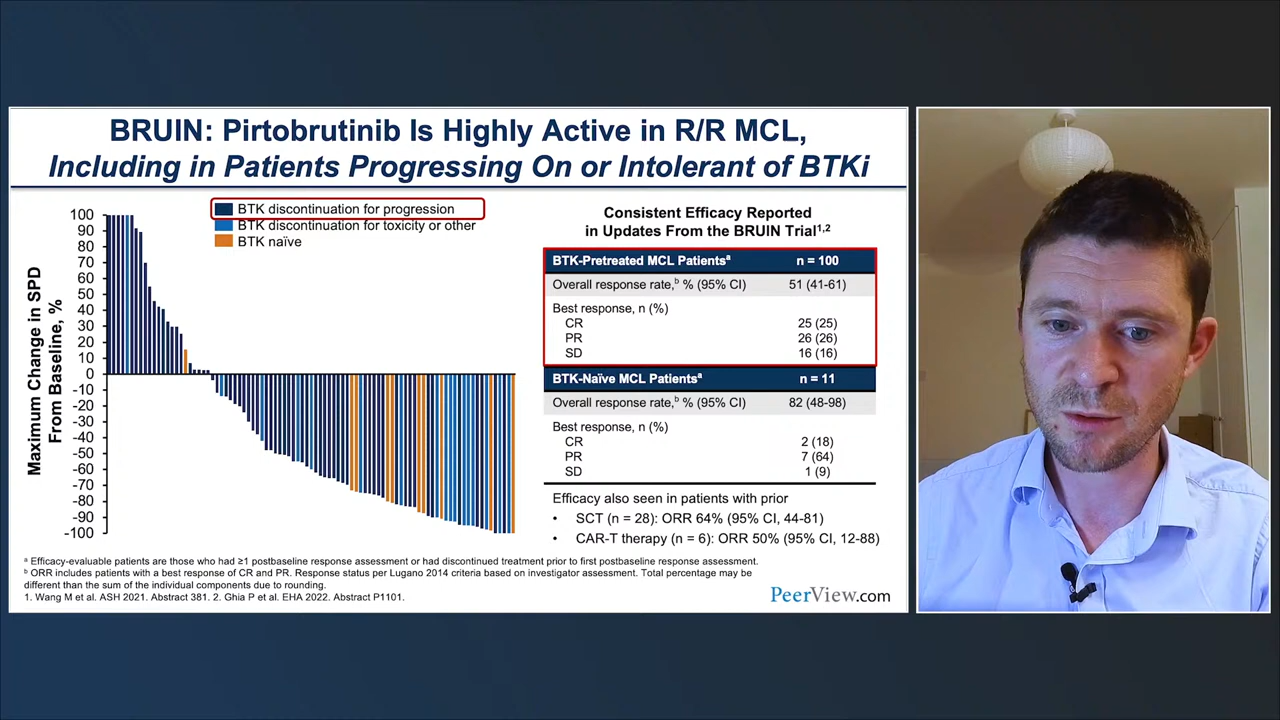 BRUIN: Pirtobrutinib Is Highly Active in R/R MCL,
Including in Patients Progressing On or Intolerant of BTKi
Maximum Change in SPD
From Baseline, %
100
90
80
70
60
50
40
30
20
10
0
-10
-20
-30
-40
-50
-60
-70
-80
-90
-100
BTK discontinuation for progression
BTK discontinuation for toxicity or other
BTK naïve
Consistent Efficacy Reported
in Updates From the BRUIN Trial1,2
BTK-Pretreated MCL Patientsa n = 100
Overall response rate,b % (95% CI) 51 (41-61)
Best response, n (%)
CR 25 (25)
PR 26 (26)
SD 16 (16)
BTK-Naïve MCL Patientsa n = 11
Overall response rate,b % (95% CI) 82 (48-98)
Best response, n (%)
CR 2 (18)
PR 7 (64)
SD 1 (9)
Efficacy also seen in patients with prior
• SCT (n = 28): ORR 64% (95% CI, 44-81)
• CAR-T therapy (n = 6): ORR 50% (95% CI, 12-88)
a Efficacy-evaluable patients are those who had ≥1 postbaseline response assessment or had discontinued treatment prior to first postbaseline response assessment.
b ORR includes patients with a best response of CR and PR. Response status per Lugano 2014 criteria based on investigator assessment. Total percentage may be
different than the sum of the individual components due to rounding.
1. Wang M et al. ASH 2021. Abstract 381. 2. Ghia P et al. EHA 2022. Abstract P1101.
PeerView.com